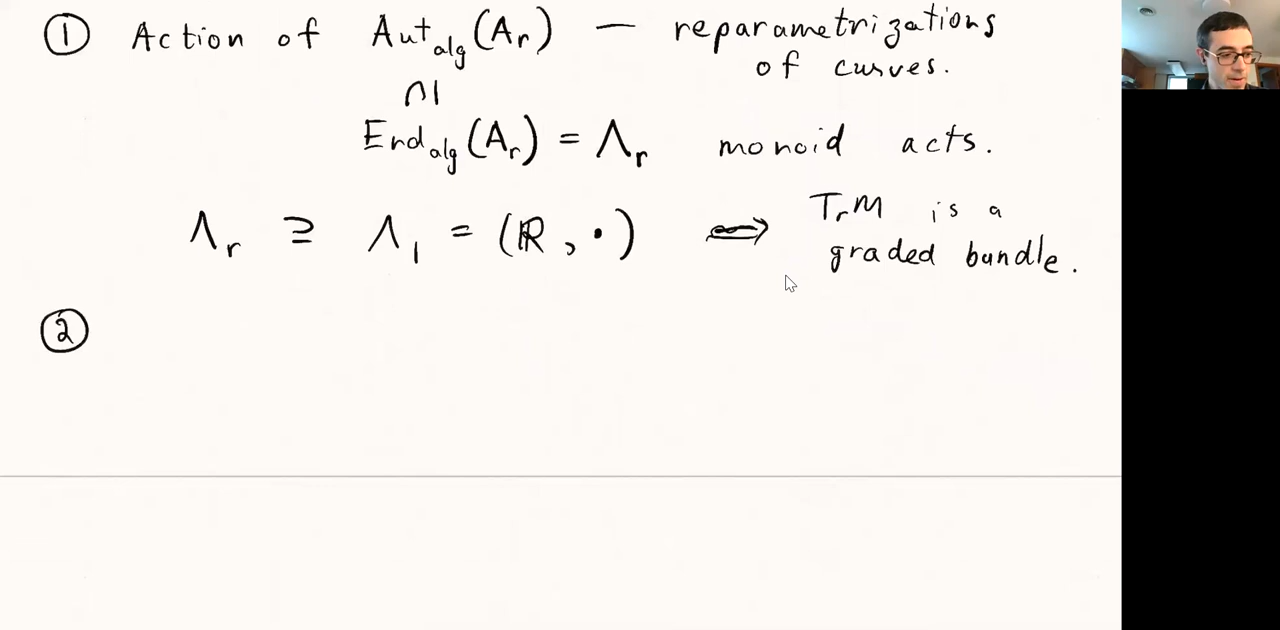 ① Action of Aut_alg(A_r) — reparametrizations of curves.
∩|
End_alg(A_r) = Λ_r monoid acts.
Λ_r ⊇ Λ_1 = (ℝ, ·) ⟺ T_r M is a graded bundle.
②